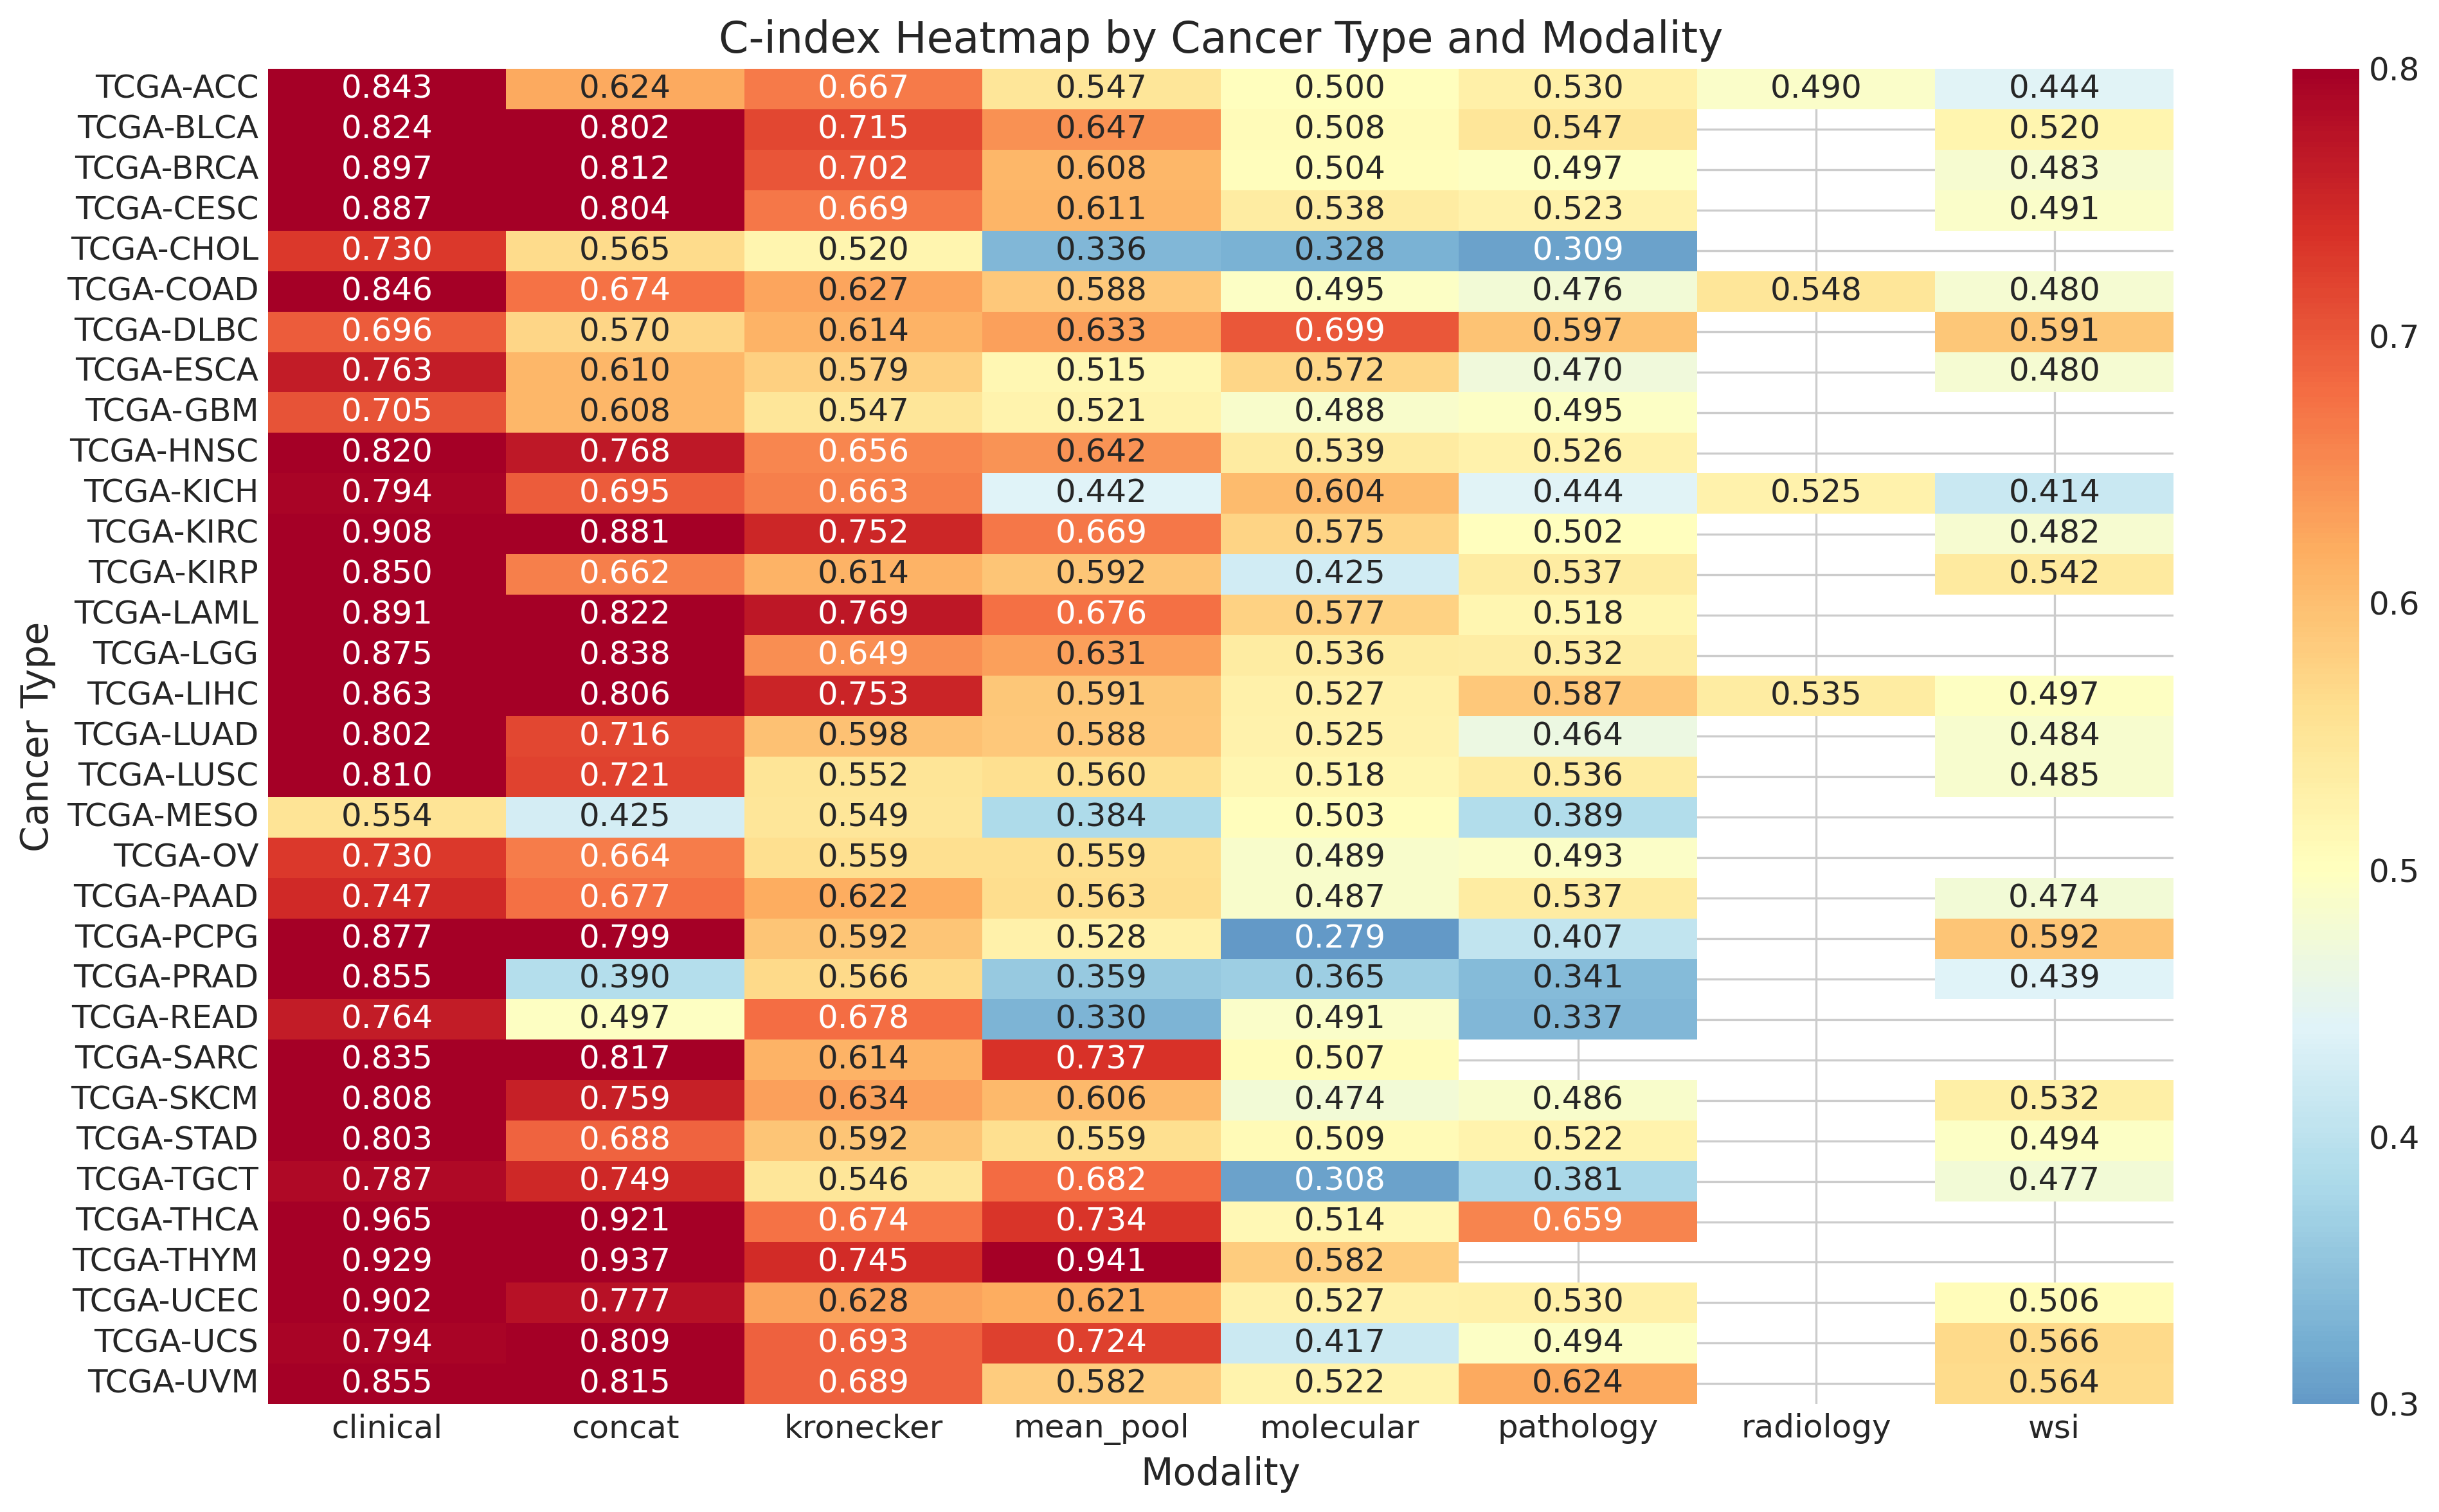 C-index Heatmap by Cancer Type and Modality
TCGA-ACC 0.843 0.624 0.667 0.547 0.500 0.530 0.490 0.444
TCGA-BLCA 0.824 0.802 0.715 0.647 0.508 0.547 0.520
TCGA-BRCA 0.897 0.812 0.702 0.608 0.504 0.497 0.483
TCGA-CESC 0.887 0.804 0.669 0.611 0.538 0.523 0.491
TCGA-CHOL 0.730 0.565 0.520 0.336 0.328 0.309
TCGA-COAD 0.846 0.674 0.627 0.588 0.495 0.476 0.548 0.480
TCGA-DLBC 0.696 0.570 0.614 0.633 0.699 0.597 0.591
TCGA-ESCA 0.763 0.610 0.579 0.515 0.572 0.470 0.480
TCGA-GBM 0.705 0.608 0.547 0.521 0.488 0.495
TCGA-HNSC 0.820 0.768 0.656 0.642 0.539 0.526
TCGA-KICH 0.794 0.695 0.663 0.442 0.604 0.444 0.525 0.414
TCGA-KIRC 0.908 0.881 0.752 0.669 0.575 0.502 0.482
TCGA-KIRP 0.850 0.662 0.614 0.592 0.425 0.537 0.542
TCGA-LAML 0.891 0.822 0.769 0.676 0.577 0.518
TCGA-LGG 0.875 0.838 0.649 0.631 0.536 0.532
TCGA-LIHC 0.863 0.806 0.753 0.591 0.527 0.587 0.535 0.497
TCGA-LUAD 0.802 0.716 0.598 0.588 0.525 0.464 0.484
TCGA-LUSC 0.810 0.721 0.552 0.560 0.518 0.536 0.485
TCGA-MESO 0.554 0.425 0.549 0.384 0.503 0.389
TCGA-OV 0.730 0.664 0.559 0.559 0.489 0.493
TCGA-PAAD 0.747 0.677 0.622 0.563 0.487 0.537 0.474
TCGA-PCPG 0.877 0.799 0.592 0.528 0.279 0.407 0.592
TCGA-PRAD 0.855 0.390 0.566 0.359 0.365 0.341 0.439
TCGA-READ 0.764 0.497 0.678 0.330 0.491 0.337
TCGA-SARC 0.835 0.817 0.614 0.737 0.507
TCGA-SKCM 0.808 0.759 0.634 0.606 0.474 0.486 0.532
TCGA-STAD 0.803 0.688 0.592 0.559 0.509 0.522 0.494
TCGA-TGCT 0.787 0.749 0.546 0.682 0.308 0.381 0.477
TCGA-THCA 0.965 0.921 0.674 0.734 0.514 0.659
TCGA-THYM 0.929 0.937 0.745 0.941 0.582
TCGA-UCEC 0.902 0.777 0.628 0.621 0.527 0.530 0.506
TCGA-UCS 0.794 0.809 0.693 0.724 0.417 0.494 0.566
TCGA-UVM 0.855 0.815 0.689 0.582 0.522 0.624 0.564
clinical concat kronecker mean_pool molecular pathology radiology wsi
Modality
Cancer Type
0.8
0.7
0.6
0.5
0.4
0.3